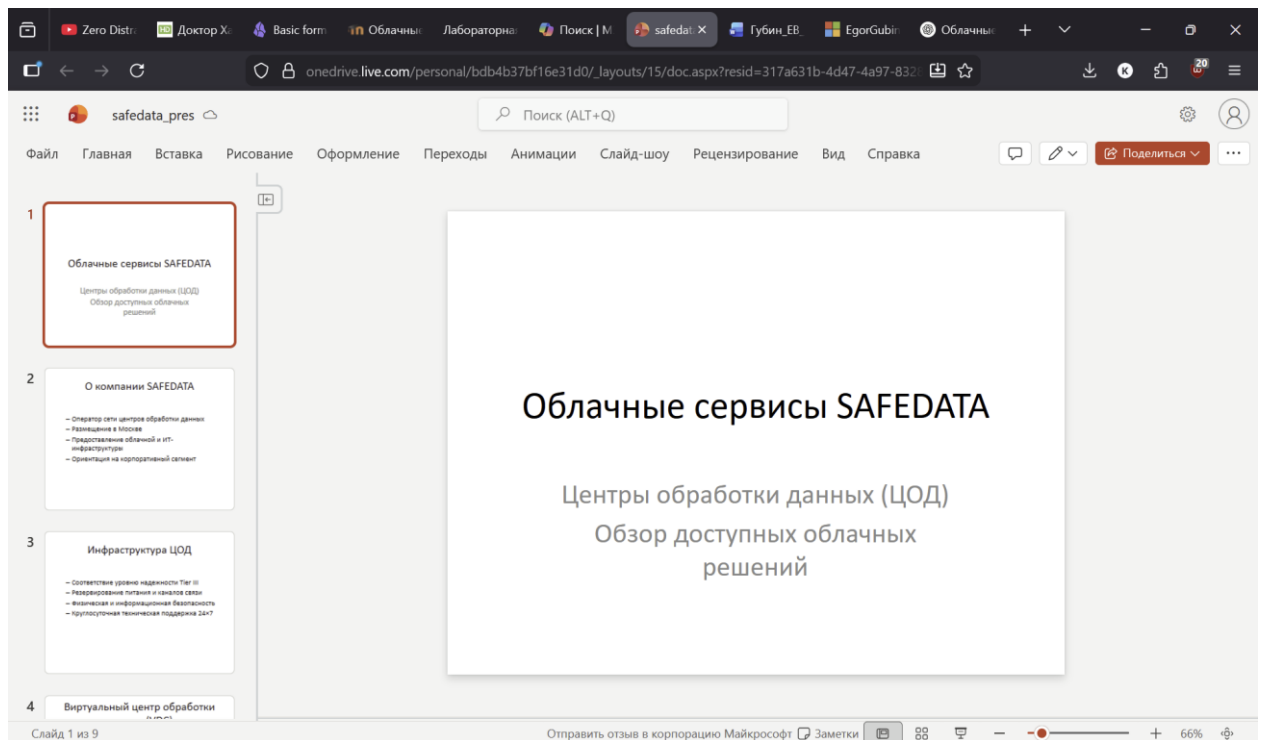 Zero Distr
Доктор Ха
Basic form
Облачные
Лабораторна
Поиск | M
safedat
Губин_ЕВ_
EgorGubin
Облачные
onedrive.live.com/personal/bdb4b37bf16e31d0/_layouts/15/doc.aspx?resid=317a631b-4d47-4a97-832
K
20
safedata_pres
Поиск (ALT+Q)
Файл Главная Вставка Рисование Оформление Переходы Анимации Слайд-шоу Рецензирование Вид Справка
Поделиться
1
Облачные сервисы SAFEDATA
Центры обработки данных (ЦОД)
Обзор доступных облачных
решений
2
О компании SAFEDATA
– Оператор сети центров обработки данных
– Размещение в Москве
– Предоставление облачной и ИТ-
инфраструктуры
– Ориентация на корпоративный сегмент
3
Инфраструктура ЦОД
– Соответствие уровню надежности Tier III
– Резервирование питания и каналов связи
– Физическая и информационная безопасность
– Круглосуточная техническая поддержка 24×7
4
Виртуальный центр обработки
Облачные сервисы SAFEDATA
Центры обработки данных (ЦОД)
Обзор доступных облачных
решений
Слайд 1 из 9
Отправить отзыв в корпорацию Майкрософт
Заметки
66%